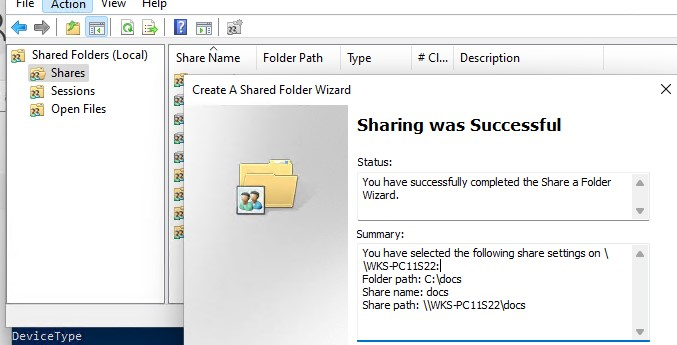 File Action View Help
Shared Folders (Local)
Shares
Sessions
Open Files
Share Name Folder Path Type # Cl... Description
Create A Shared Folder Wizard
Sharing was Successful
Status:
You have successfully completed the Share a Folder
Wizard.
Summary:
You have selected the following share settings on \
\WKS-PC11S22:
Folder path: C:\docs
Share name: docs
Share path: \\WKS-PC11S22\docs
DeviceType